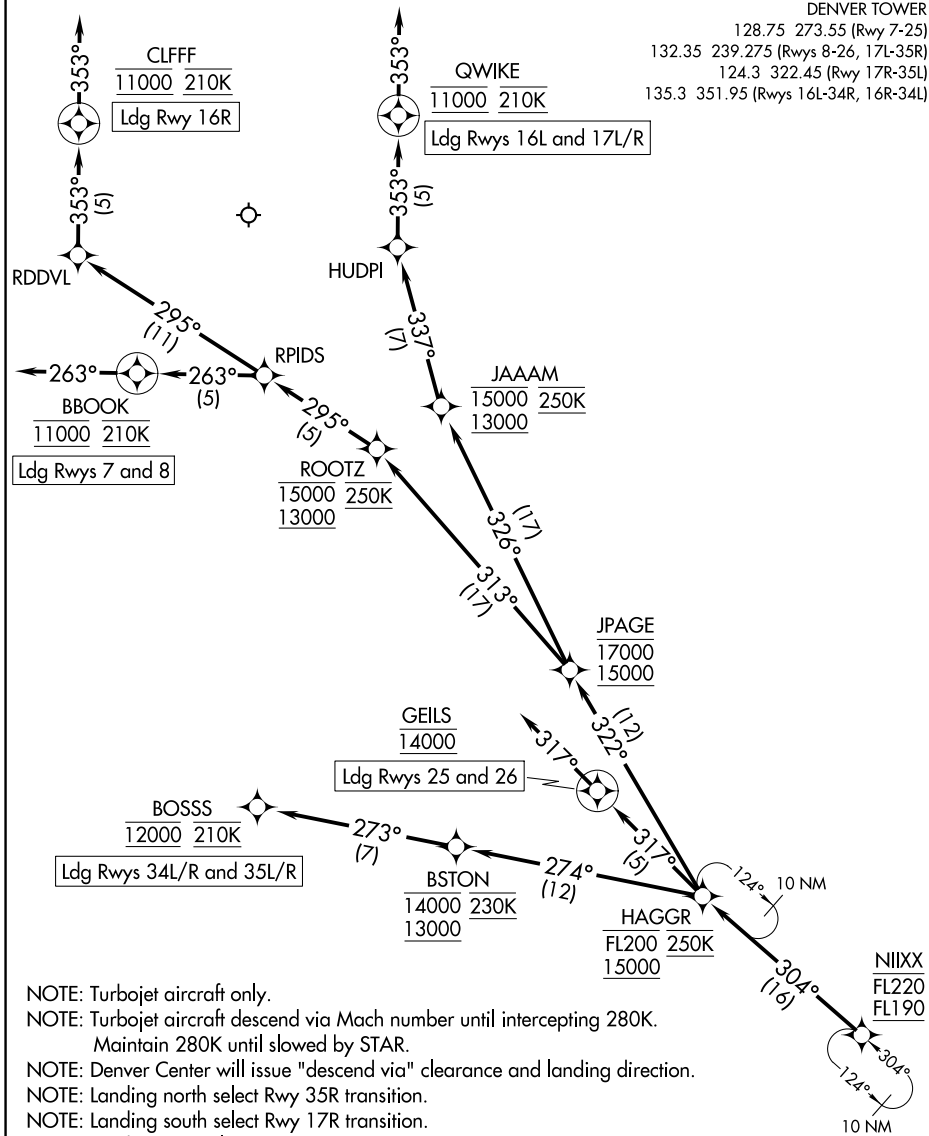 DENVER TOWER
128.75 273.55 (Rwy 7-25)
132.35 239.275 (Rwys 8-26, 17L-35R)
124.3 322.45 (Rwy 17R-35L)
135.3 351.95 (Rwys 16L-34R, 16R-34L)
353°
CLFFF
11000 210K
Ldg Rwy 16R
353°
(5)
RDDVL
353°
QWIKE
11000 210K
Ldg Rwys 16L and 17L/R
353°
(5)
HUDPI
295°
(11)
RPIDS
263°
263°
(5)
BBOOK
11000 210K
Ldg Rwys 7 and 8
295°
(5)
ROOTZ
15000 250K
13000
337°
(7)
JAAAM
15000 250K
13000
(17)
326°
313°
(17)
JPAGE
17000
15000
GEILS
14000
317°
Ldg Rwys 25 and 26
(12)
322°
317°
(5)
BOSSS
12000 210K
Ldg Rwys 34L/R and 35L/R
273°
(7)
BSTON
14000 230K
13000
274°
(12)
HAGGR
FL200 250K
15000
124°
10 NM
304°
(16)
NIIXX
FL220
FL190
304°
124°
10 NM
NOTE: Turbojet aircraft only.
NOTE: Turbojet aircraft descend via Mach number until intercepting 280K.
Maintain 280K until slowed by STAR.
NOTE: Denver Center will issue "descend via" clearance and landing direction.
NOTE: Landing north select Rwy 35R transition.
NOTE: Landing south select Rwy 17R transition.